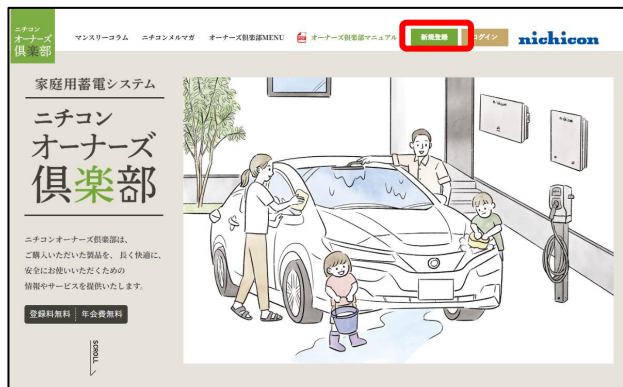 ニチコン
オーナーズ
倶楽部
マンスリーコラム ニチコンメルマガ オーナーズ倶楽部MENU オーナーズ倶楽部マニュアル 新規登録 ログイン nichicon
家庭用蓄電システム
ニチコン
オーナーズ
倶楽部
ニチコンオーナーズ倶楽部は、
ご購入いただいた製品を、長く快適に、
安全にお使いいただくための
情報やサービスを提供いたします。
登録料無料 年会費無料
SCROLL